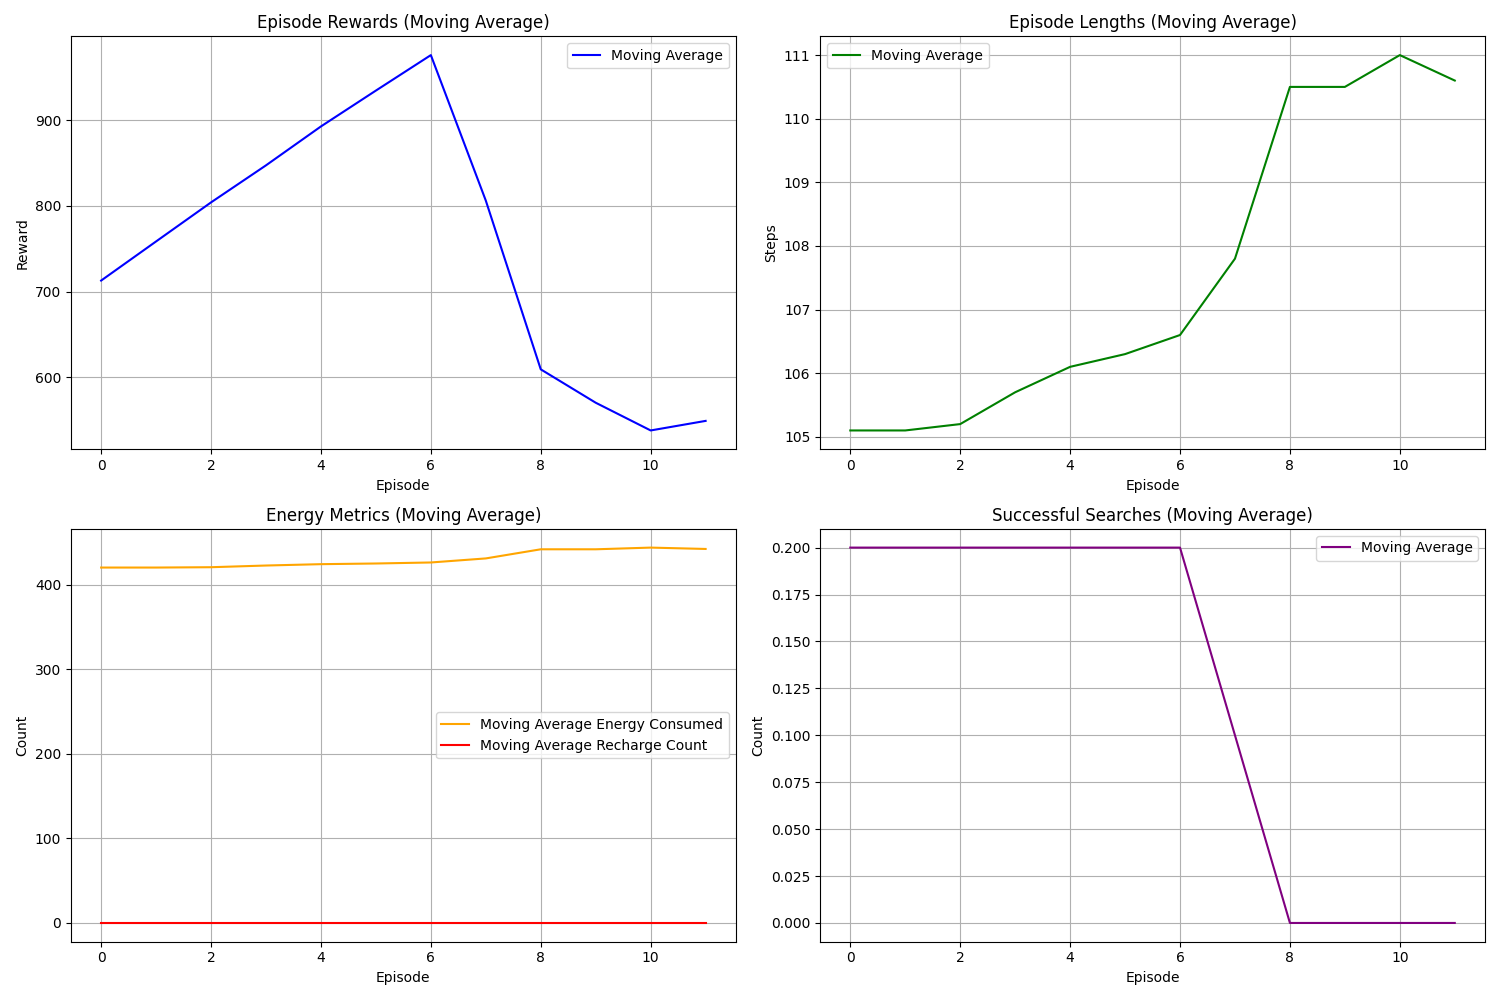 Episode Rewards (Moving Average)
Moving Average
900
800
700
600
Reward
0 2 4 6 8 10
Episode
Episode Lengths (Moving Average)
Moving Average
111
110
109
108
107
106
105
Steps
0 2 4 6 8 10
Episode
Energy Metrics (Moving Average)
400
300
200
100
0
Count
Moving Average Energy Consumed
Moving Average Recharge Count
0 2 4 6 8 10
Episode
Successful Searches (Moving Average)
Moving Average
0.200
0.175
0.150
0.125
0.100
0.075
0.050
0.025
0.000
Count
0 2 4 6 8 10
Episode